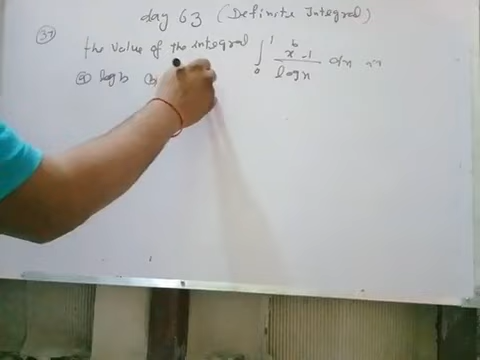 day 63 (Definite Integral)
(37) the value of the integral ∫₀¹ (x^b - 1)/(log x) dx is
(a) log b (b)